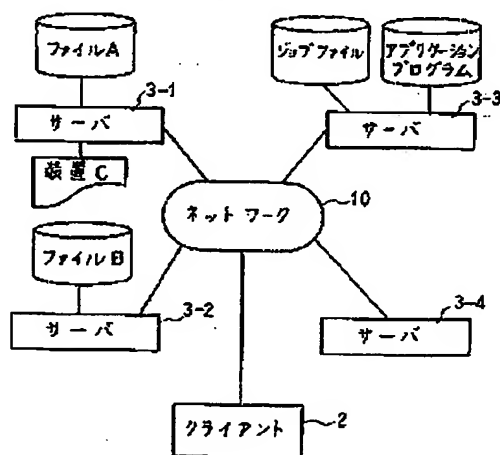 ファイルA
ジョブファイル
アプリケーション
プログラム
3-1
3-3
サーバ
サーバ
装置C
ネットワーク
10
ファイルB
サーバ
3-2
3-4
サーバ
クライアント
2